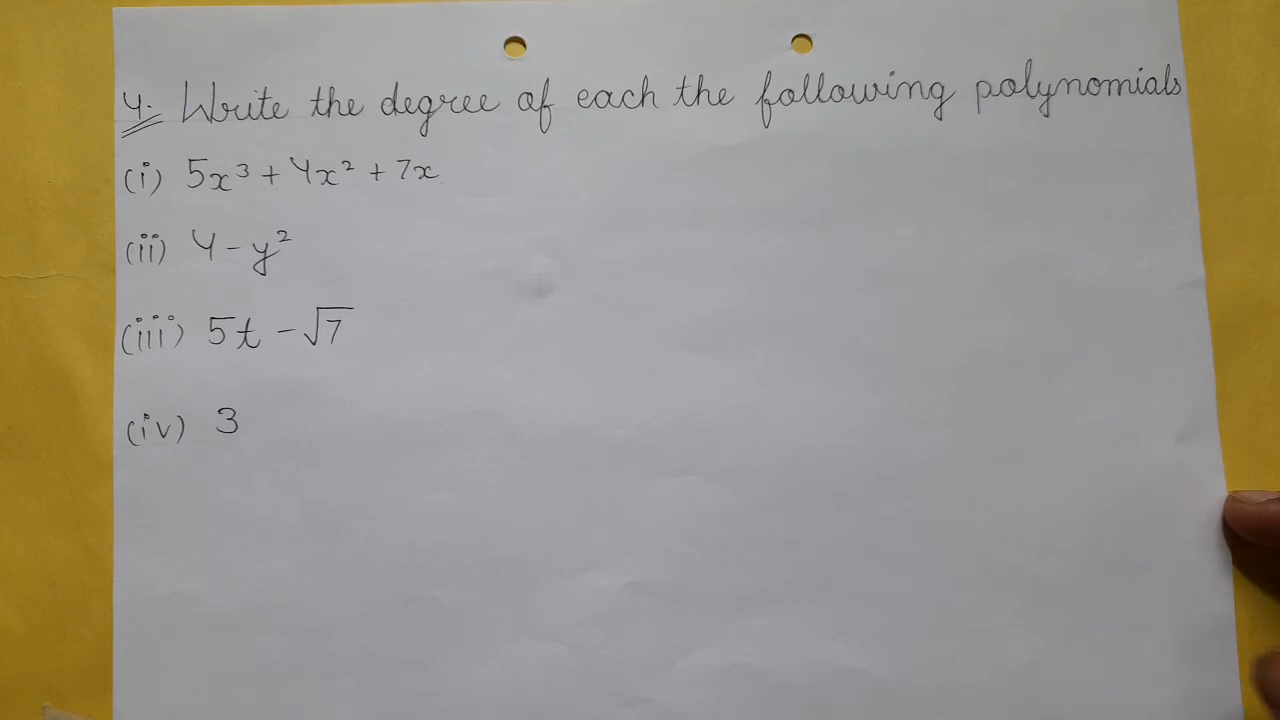 4. Write the degree of each the following polynomials
(i) 5x³ + 4x² + 7x
(ii) 4 - y²
(iii) 5t - √7
(iv) 3